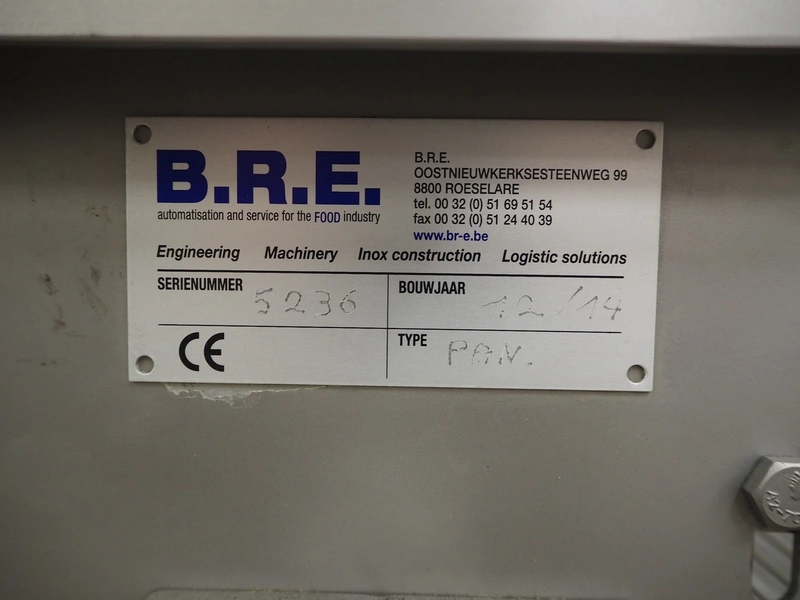 B.R.E.
automatisation and service for the FOOD industry
B.R.E.
OOSTNIEUWKERKSESTEENWEG 99
8800 ROESELARE
tel. 00 32 (0) 51 69 51 54
fax 00 32 (0) 51 24 40 39
www.br-e.be
Engineering Machinery Inox construction Logistic solutions
SERIENUMMER 5236
BOUWJAAR 12/14
CE
TYPE PAN.